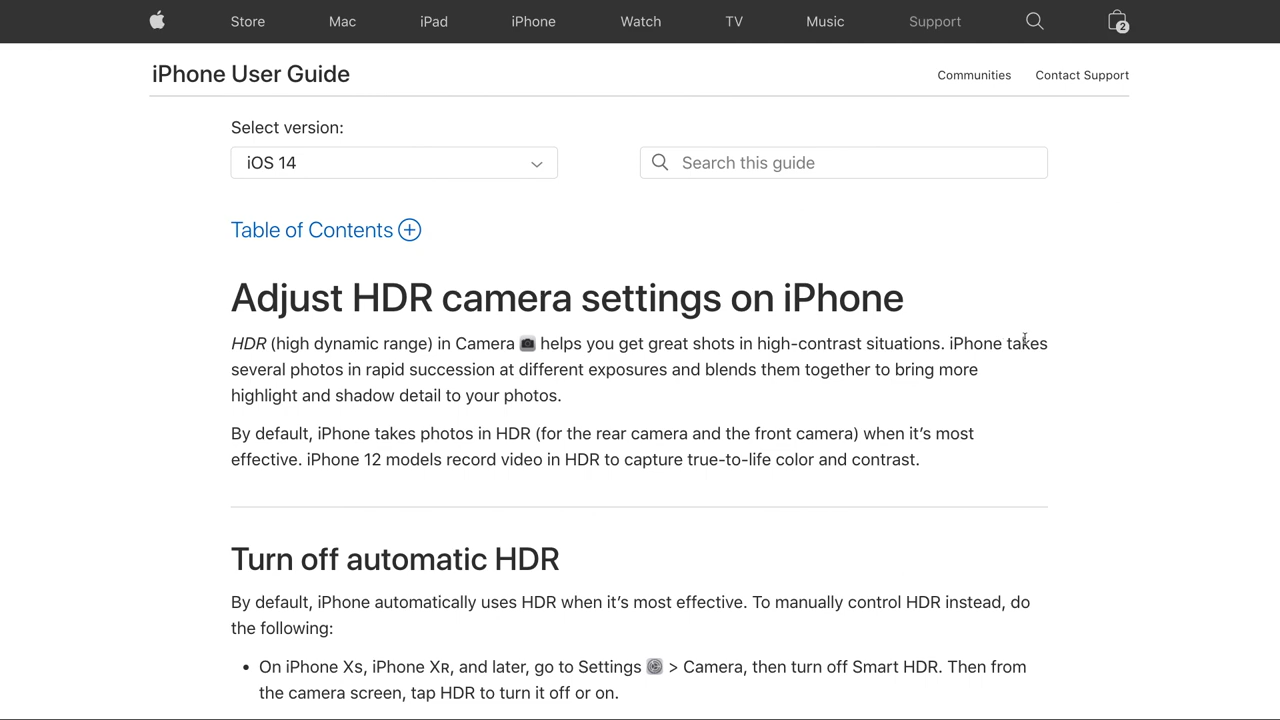 Store Mac iPad iPhone Watch TV Music Support 2
iPhone User Guide Communities Contact Support
Select version:
iOS 14 Search this guide
Table of Contents
Adjust HDR camera settings on iPhone
HDR (high dynamic range) in Camera helps you get great shots in high-contrast situations. iPhone takes
several photos in rapid succession at different exposures and blends them together to bring more
highlight and shadow detail to your photos.
By default, iPhone takes photos in HDR (for the rear camera and the front camera) when it’s most
effective. iPhone 12 models record video in HDR to capture true-to-life color and contrast.
Turn off automatic HDR
By default, iPhone automatically uses HDR when it’s most effective. To manually control HDR instead, do
the following:
• On iPhone Xs, iPhone XR, and later, go to Settings > Camera, then turn off Smart HDR. Then from
the camera screen, tap HDR to turn it off or on.